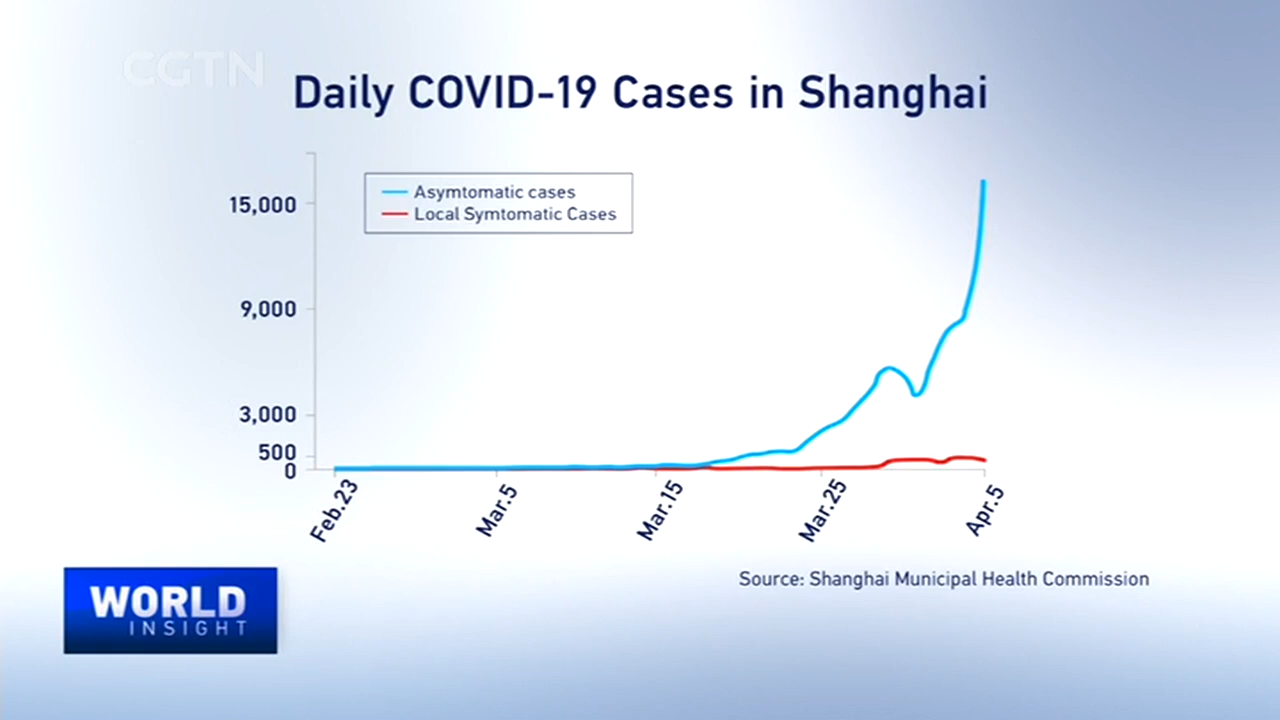 CGTN
Daily COVID-19 Cases in Shanghai
Asymtomatic cases
Local Symtomatic Cases
15,000
9,000
3,000
500
0
Feb.23
Mar.5
Mar.15
Mar.25
Apr.5
Source: Shanghai Municipal Health Commission
WORLD
INSIGHT